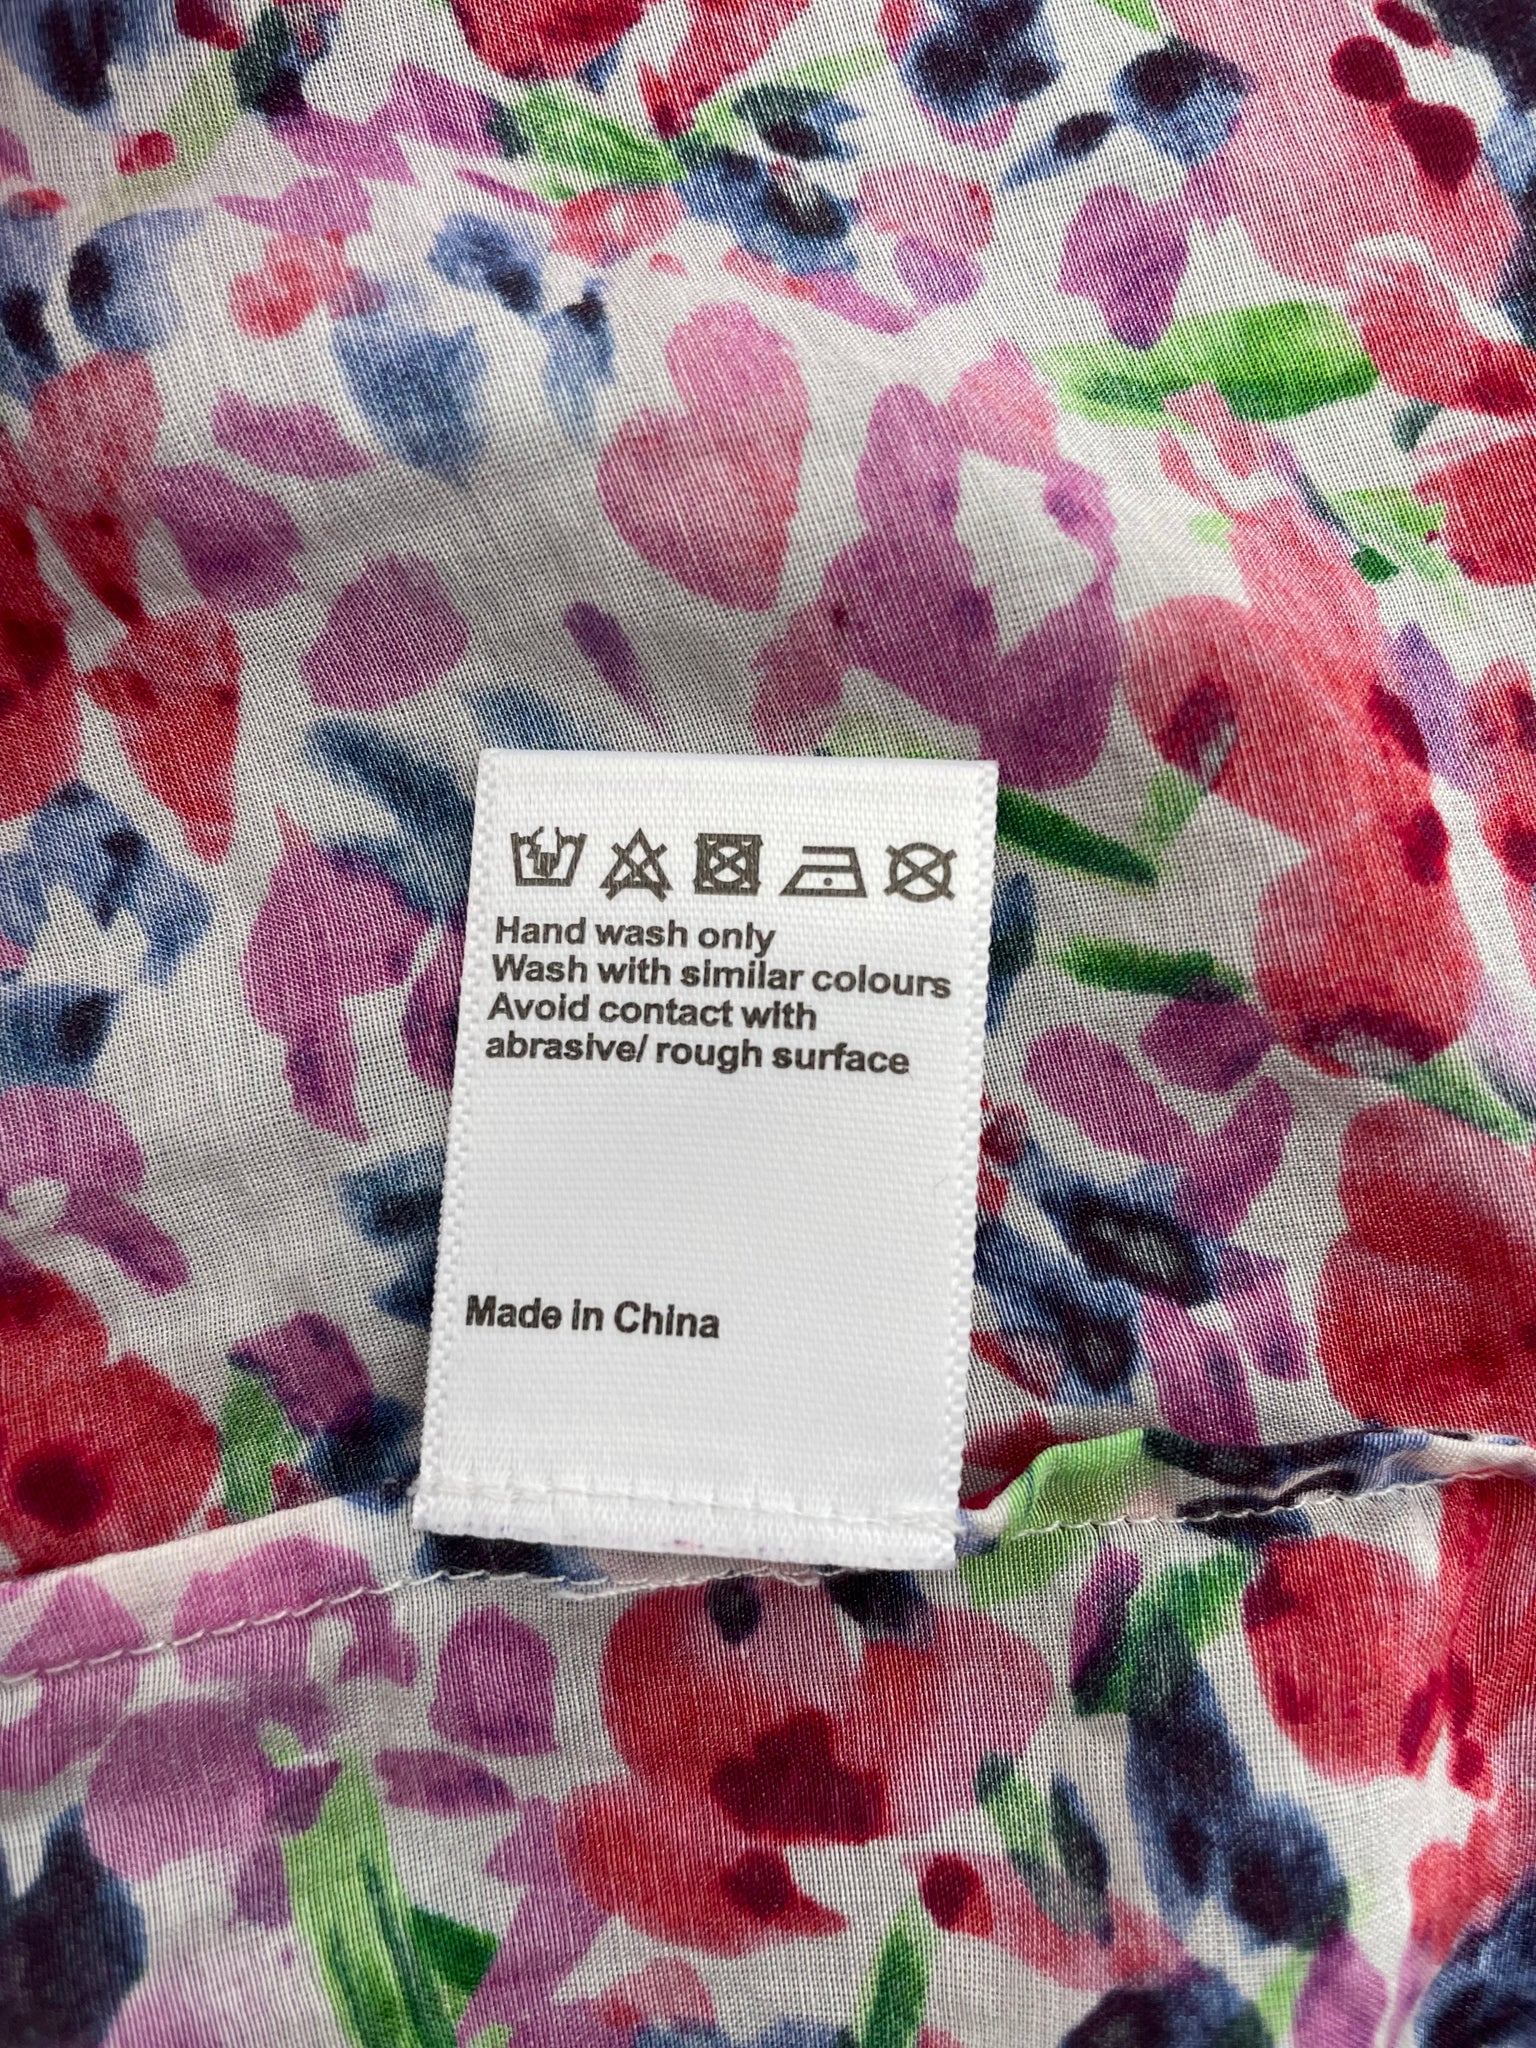 Hand wash only
Wash with similar colours
Avoid contact with
abrasive/ rough surface
Made in China